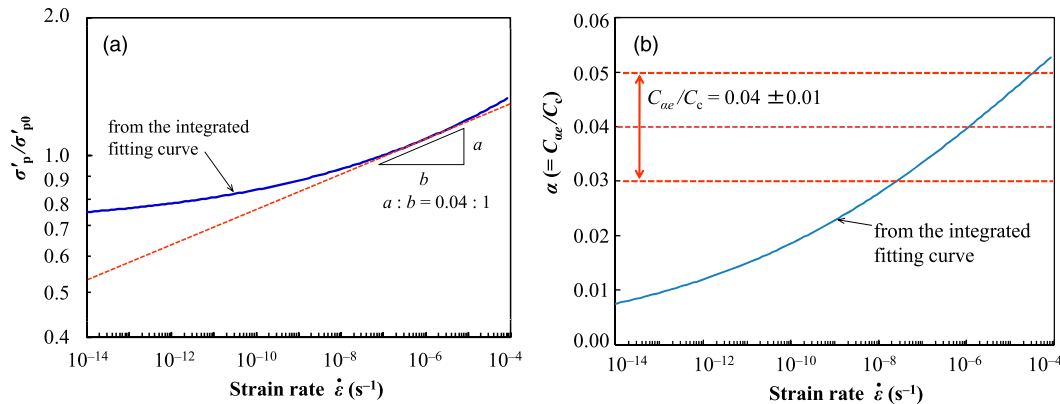 (a)
2.0
1.0
0.9
0.8
0.7
0.6
0.5
0.4
σ′p/σ′p0
from the integrated
fitting curve
a
b
a : b = 0.04 : 1
10–14
10–12
10–10
10–8
10–6
10–4
Strain rate ε̇ (s–1)
(b)
0.06
0.05
0.04
0.03
0.02
0.01
0.00
α (= Cαe/Cc)
Cαe/Cc = 0.04 ±0.01
from the integrated
fitting curve
10–14
10–12
10–10
10–8
10–6
10–4
Strain rate ε̇ (s–1)